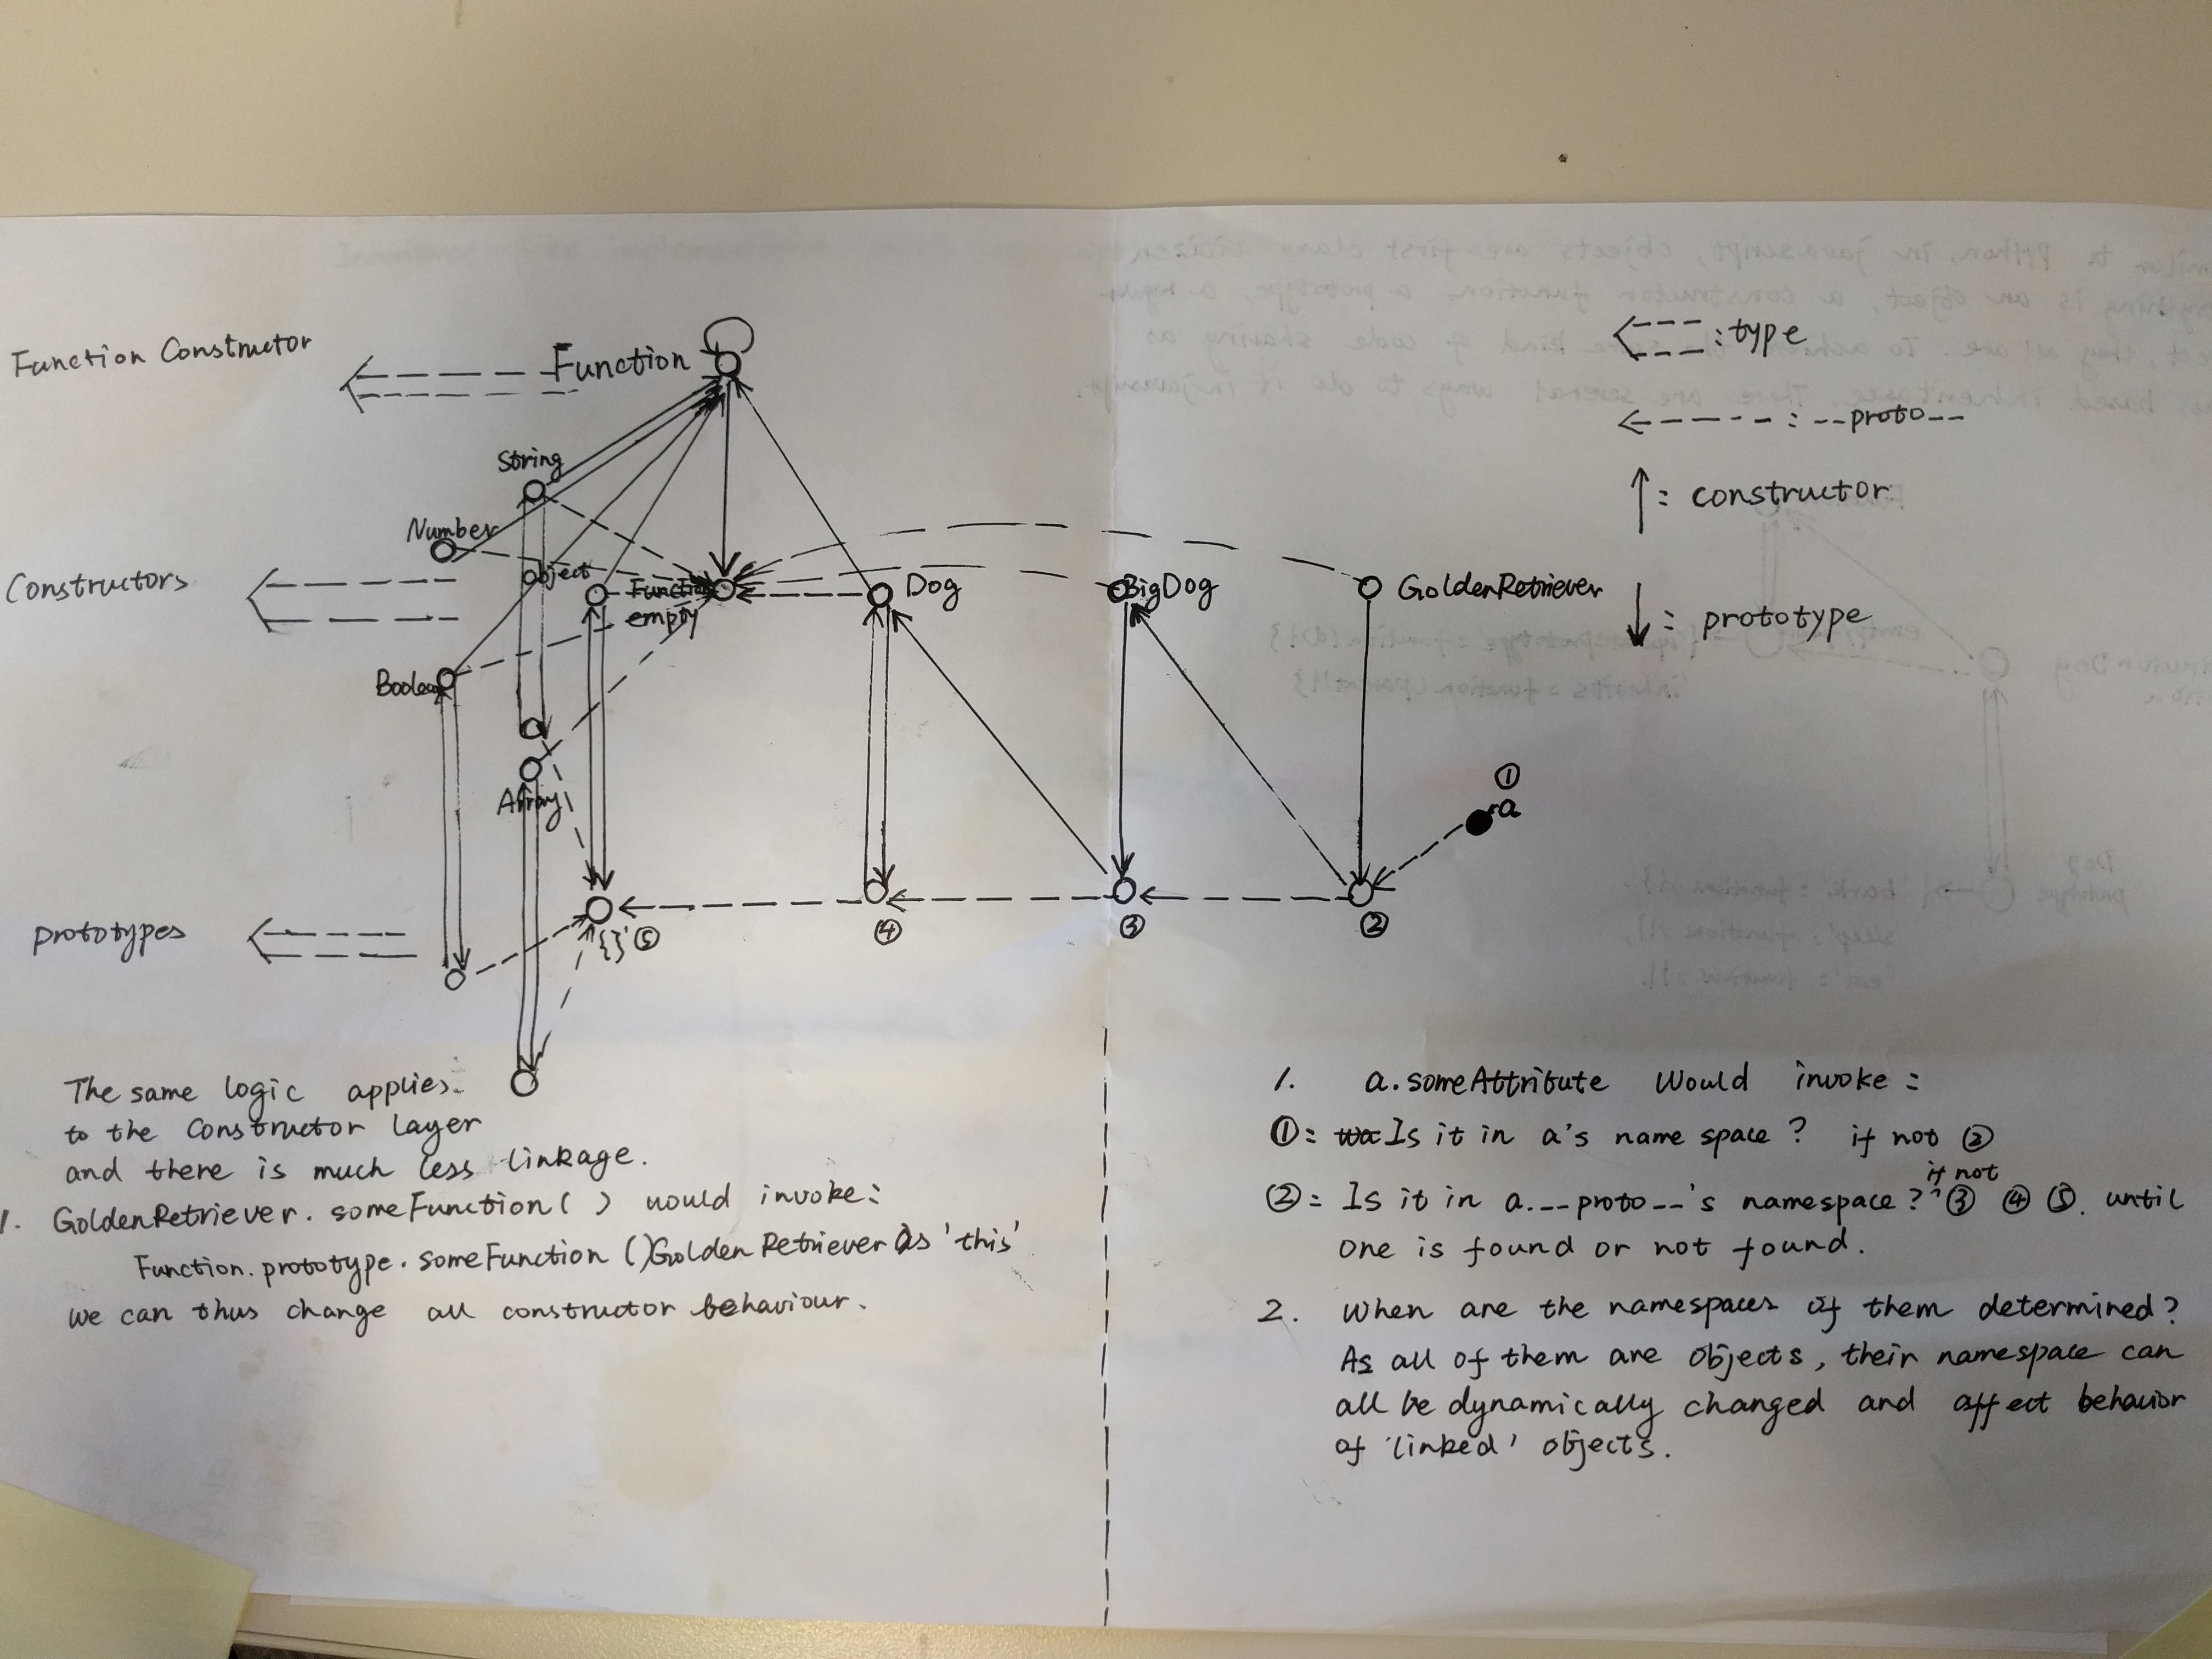 Function Constructor
Function
<---- : type
<---- : --proto--
↑ : constructor
↓ : prototype
String
Number
Object
Constructors
Function
empty
Dog
BigDog
GoldenRetriever
Boolean
Array
①
a
prototypes
{} ⑤
④
③
②
The same logic applies
to the Constructor layer
and there is much less linkage.
1. GoldenRetriever. someFunction( ) would invoke:
Function. prototype. someFunction ()GoldenRetriever as 'this'
we can thus change all constructor behaviour.
1. a.someAttribute Would invoke :
①: Is it in a's name space ? if not ②
if not
②: Is it in a.--proto--'s namespace? ③ ④ ⑤. until
one is found or not found.
2. When are the namespaces of them determined?
As all of them are objects, their namespace can
all be dynamically changed and affect behavior
of 'linked' objects.